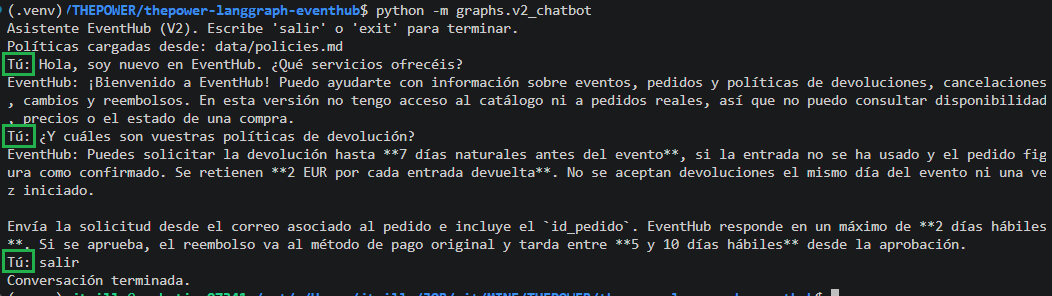 (.venv) /THEPOWER/thepower-langgraph-eventhub$ python -m graphs.v2_chatbot
Asistente EventHub (V2). Escribe 'salir' o 'exit' para terminar.
Políticas cargadas desde: data/policies.md
Tú: Hola, soy nuevo en EventHub. ¿Qué servicios ofrecéis?
EventHub: ¡Bienvenido a EventHub! Puedo ayudarte con información sobre eventos, pedidos y políticas de devoluciones, cancelaciones
, cambios y reembolsos. En esta versión no tengo acceso al catálogo ni a pedidos reales, así que no puedo consultar disponibilidad
, precios o el estado de una compra.
Tú: ¿Y cuáles son vuestras políticas de devolución?
EventHub: Puedes solicitar la devolución hasta **7 días naturales antes del evento**, si la entrada no se ha usado y el pedido fig
ura como confirmado. Se retienen **2 EUR por cada entrada devuelta**. No se aceptan devoluciones el mismo día del evento ni una ve
z iniciado.
Envía la solicitud desde el correo asociado al pedido e incluye el `id_pedido`. EventHub responde en un máximo de **2 días hábiles
**. Si se aprueba, el reembolso va al método de pago original y tarda entre **5 y 10 días hábiles** desde la aprobación.
Tú: salir
Conversación terminada.